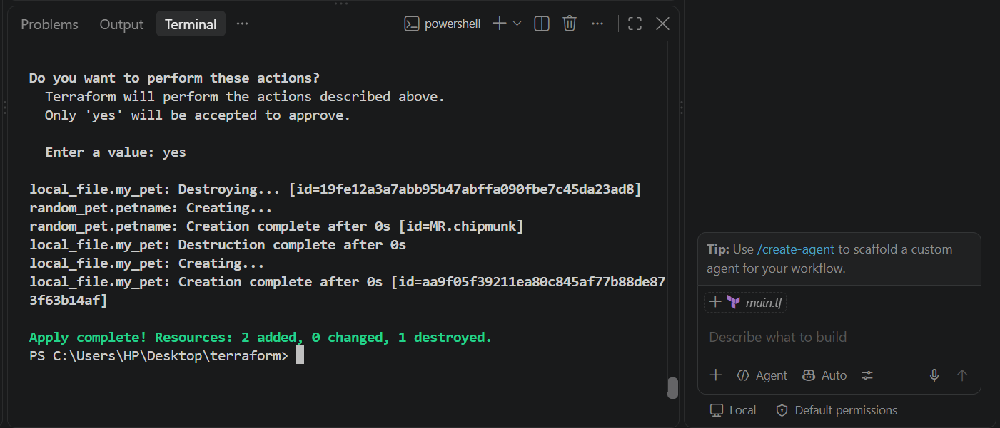 Problems Output Terminal ··· powershell
Do you want to perform these actions?
Terraform will perform the actions described above.
Only 'yes' will be accepted to approve.
Enter a value: yes
local_file.my_pet: Destroying... [id=19fe12a3a7abb95b47abffa090fbe7c45da23ad8]
random_pet.petname: Creating...
random_pet.petname: Creation complete after 0s [id=MR.chipmunk]
local_file.my_pet: Destruction complete after 0s
local_file.my_pet: Creating...
local_file.my_pet: Creation complete after 0s [id=aa9f05f39211ea80c845af77b88de87
3f63b14af]
Apply complete! Resources: 2 added, 0 changed, 1 destroyed.
PS C:\Users\HP\Desktop\terraform>
Tip: Use /create-agent to scaffold a custom
agent for your workflow.
main.tf
Describe what to build
Agent Auto
Local Default permissions